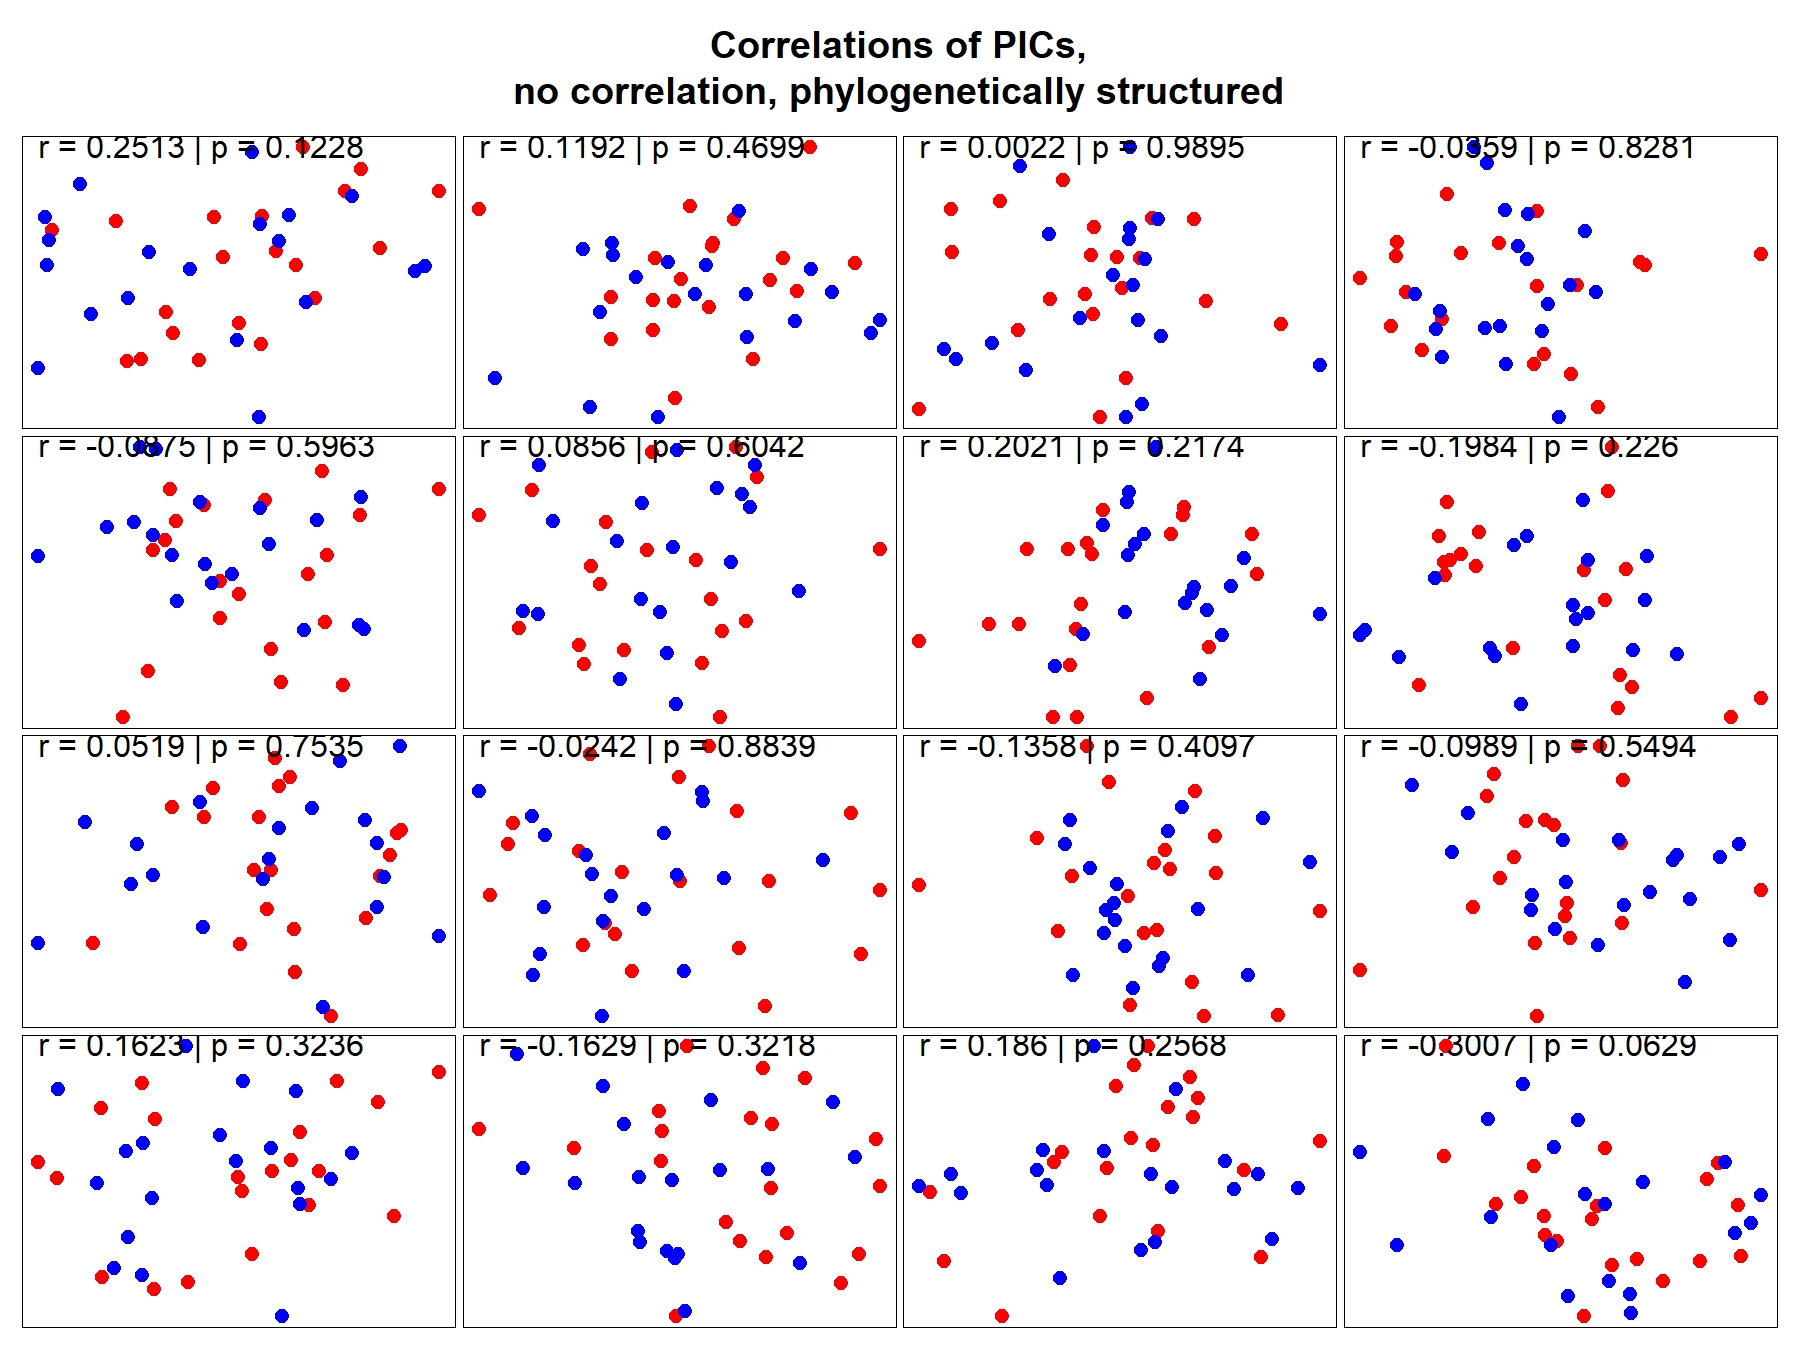 Correlations of PICs,
no correlation, phylogenetically structured
r = 0.2513 | p = 0.1228
r = 0.1192 | p = 0.4699
r = 0.0022 | p = 0.9895
r = -0.0359 | p = 0.8281
r = -0.0875 | p = 0.5963
r = 0.0856 | p = 0.6042
r = 0.2021 | p = 0.2174
r = -0.1984 | p = 0.226
r = 0.0519 | p = 0.7535
r = -0.0242 | p = 0.8839
r = -0.1358 | p = 0.4097
r = -0.0989 | p = 0.5494
r = 0.1623 | p = 0.3236
r = -0.1629 | p = 0.3218
r = 0.186 | p = 0.2568
r = -0.3007 | p = 0.0629